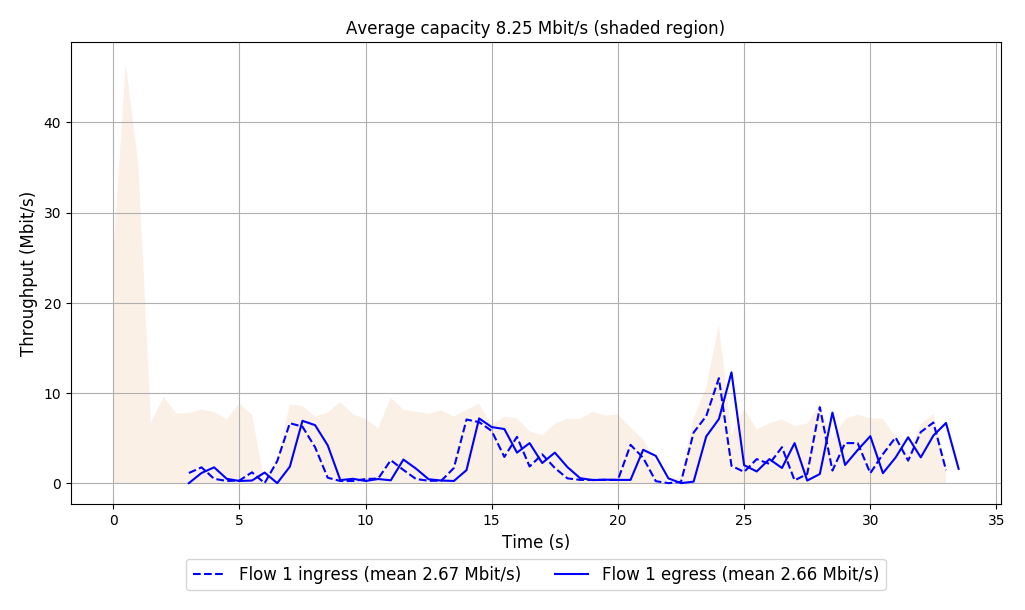 Average capacity 8.25 Mbit/s (shaded region)
Throughput (Mbit/s)
40
30
20
10
0
0 5 10 15 20 25 30 35
Time (s)
Flow 1 ingress (mean 2.67 Mbit/s) Flow 1 egress (mean 2.66 Mbit/s)